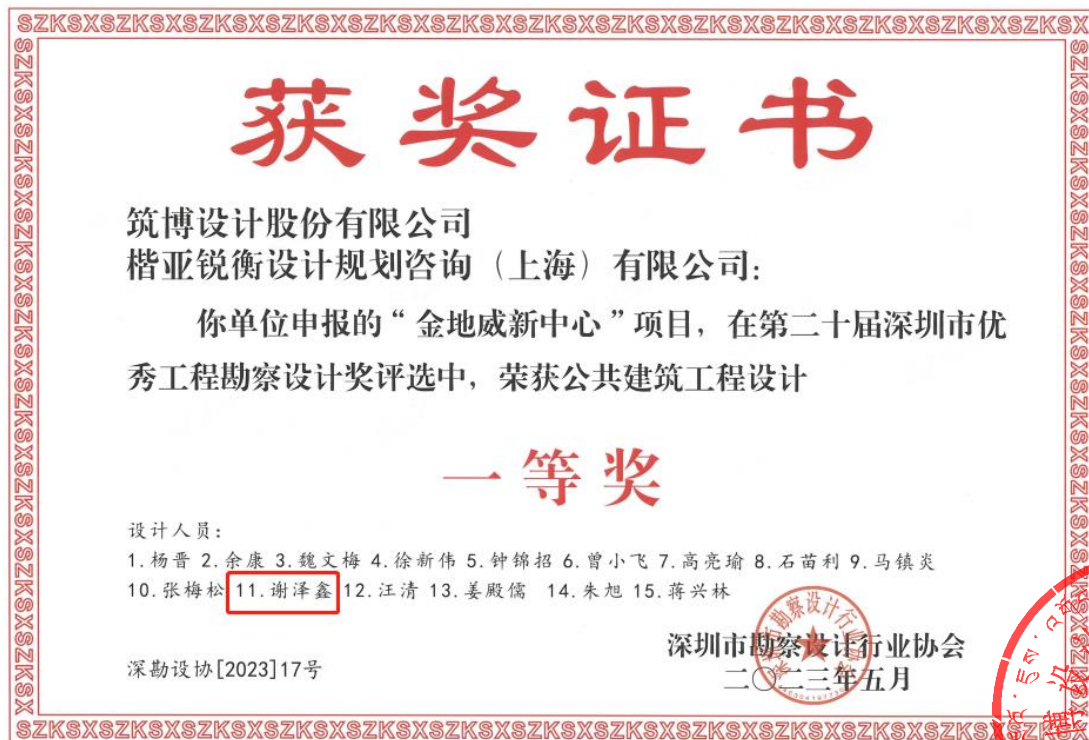 SZKSXSZKSXSZKSXSZKSXSZKSXSZKSXSZKSXSZKSXSZKSXSZKSXSZKSX
获奖证书
筑博设计股份有限公司
楷亚锐衡设计规划咨询（上海）有限公司:
你单位申报的“金地威新中心”项目，在第二十届深圳市优
秀工程勘察设计奖评选中，荣获公共建筑工程设计
一等奖
设计人员:
1.杨晋 2.余康 3.魏文梅 4.徐新伟 5.钟锦招 6.曾小飞 7.高亮瑜 8.石苗利 9.马镇炎
10.张梅松 11.谢泽鑫 12.汪清 13.姜殿儒 14.朱旭 15.蒋兴林
深圳市勘察设计行业协会
二〇二三年五月
深勘设协[2023]17号